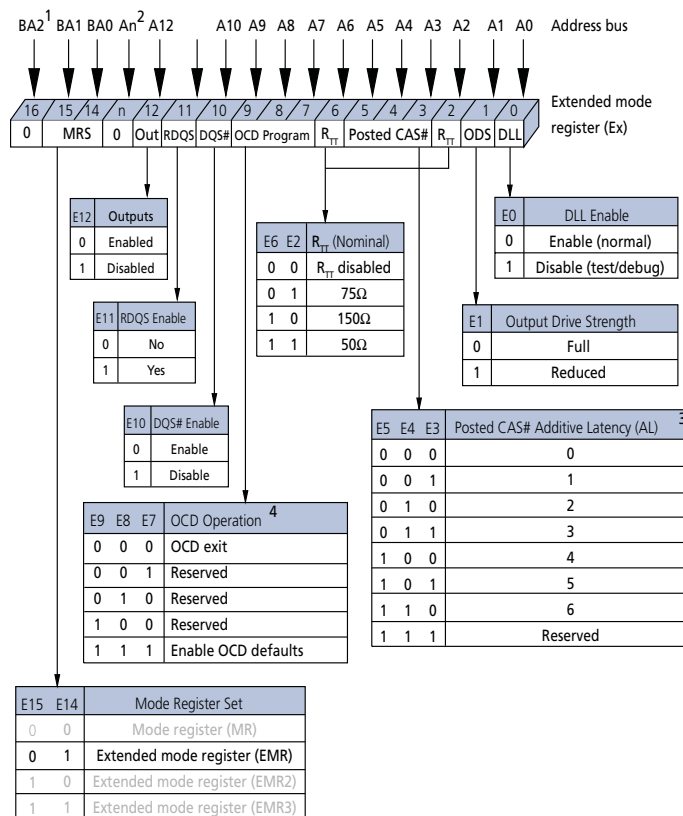 BA2 1 BA1 BA0 An 2 A12 A10 A9 A8 A7 A6 A5 A4 A3 A2 A1 A0 Address bus
16 15 14 n 12 11 10 9 8 7 6 5 4 3 2 1 0
0 MRS 0 Out RDQS DQS# OCD Program RTT Posted CAS# RTT ODS DLL
Extended mode
register (Ex)
E12 Outputs
0 Enabled
1 Disabled
E6 E2 RTT (Nominal)
0 0 RTT disabled
0 1 75Ω
1 0 150Ω
1 1 50Ω
E0 DLL Enable
0 Enable (normal)
1 Disable (test/debug)
E11 RDQS Enable
0 No
1 Yes
E1 Output Drive Strength
0 Full
1 Reduced
E10 DQS# Enable
0 Enable
1 Disable
E5 E4 E3 Posted CAS# Additive Latency (AL) 3
0 0 0 0
0 0 1 1
0 1 0 2
0 1 1 3
1 0 0 4
1 0 1 5
1 1 0 6
1 1 1 Reserved
E9 E8 E7 OCD Operation 4
0 0 0 OCD exit
0 0 1 Reserved
0 1 0 Reserved
1 0 0 Reserved
1 1 1 Enable OCD defaults
E15 E14 Mode Register Set
0 0 Mode register (MR)
0 1 Extended mode register (EMR)
1 0 Extended mode register (EMR2)
1 1 Extended mode register (EMR3)